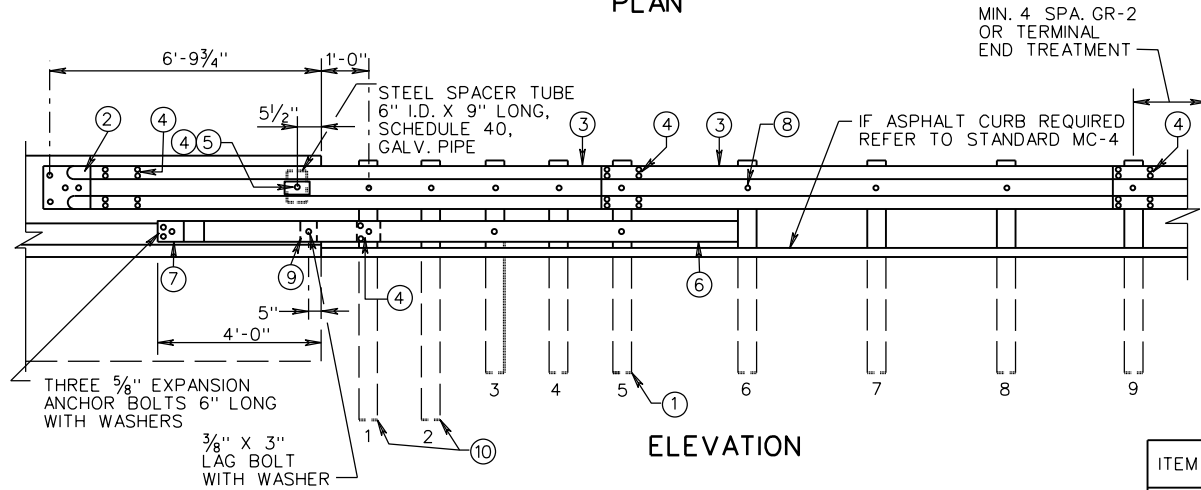 PLAN
MIN. 4 SPA. GR-2
OR TERMINAL
END TREATMENT
6'-9¾"
1'-0"
STEEL SPACER TUBE
6" I.D. X 9" LONG,
SCHEDULE 40,
GALV. PIPE
5½"
2
4
4 5
3
4
3
8
IF ASPHALT CURB REQUIRED
REFER TO STANDARD MC-4
4
7
9
4
6
5"
4'-0"
THREE ⅝" EXPANSION
ANCHOR BOLTS 6" LONG
WITH WASHERS
3
4
5
1
6
7
8
9
1
2
10
⅜" X 3"
LAG BOLT
WITH WASHER
ELEVATION
ITEM